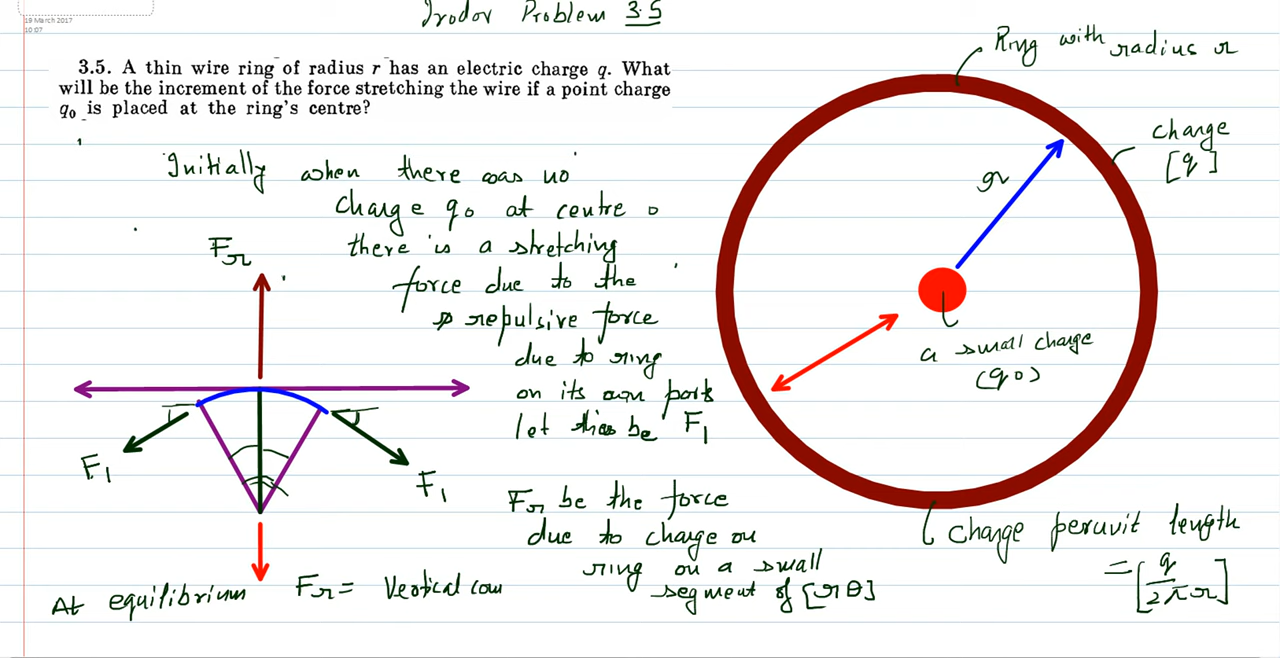 19 March 2017
10:07
Irodov Problem 3.5
3.5. A thin wire ring of radius r has an electric charge q. What
will be the increment of the force stretching the wire if a point charge
q0 is placed at the ring's centre?
Initially when there was no
charge q0 at centre
there is a stretching
force due to the
repulsive force
due to ring
on its own part
let this be F1
Fr
F1
F1
Fr be the force
due to charge on
ring on a small
segment of [rθ]
At equilibrium Fr = Vertical com
Ring with radius r
charge
[q]
r
a small charge
(q0)
Charge perunit length
= [q/2πr]